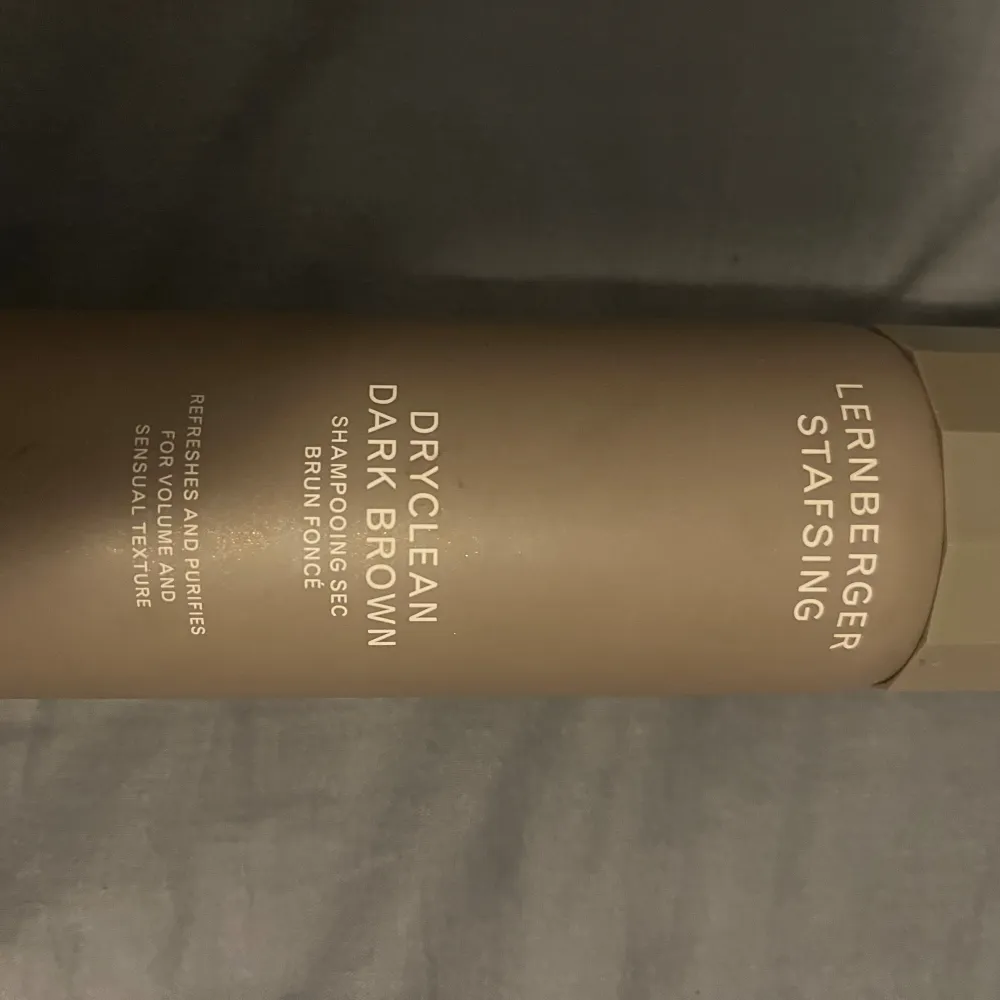 LERNBERGER
STAFSING
DRYCLEAN
DARK BROWN
SHAMPOOING SEC
BRUN FONCÉ
REFRESHES AND PURIFIES
FOR VOLUME AND
SENSUAL TEXTURE